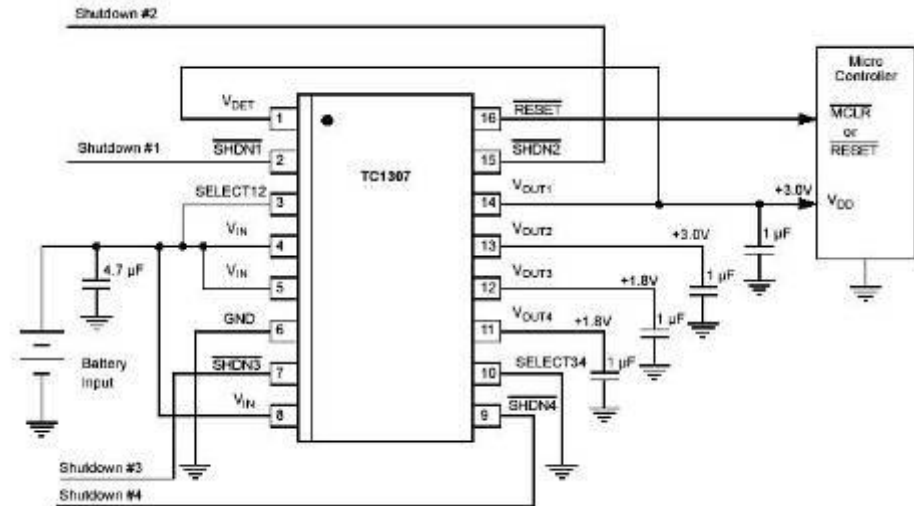 Shutdown #2
Micro
Controller
VDET
1
16
RESET
MCLR
or
RESET
Shutdown #1
SHDN1
2
15
SHDN2
TC1307
SELECT12
3
14
VOUT1
+3.0V
VDD
VIN
4
13
VOUT2
+3.0V
1 µF
4.7 µF
VIN
5
12
VOUT3
+1.8V
1 µF
GND
6
11
VOUT4
+1.8V
1 µF
Battery
Input
SHDN3
7
10
SELECT34
1 µF
VIN
8
9
SHDN4
Shutdown #3
Shutdown #4